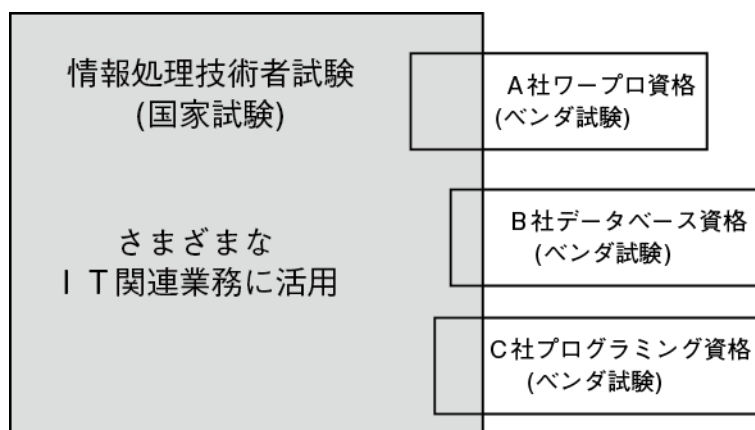 情報処理技術者試験
(国家試験)
さまざまな
ＩＴ関連業務に活用
Ａ社ワープロ資格
(ベンダ試験)
Ｂ社データベース資格
(ベンダ試験)
Ｃ社プログラミング資格
(ベンダ試験)